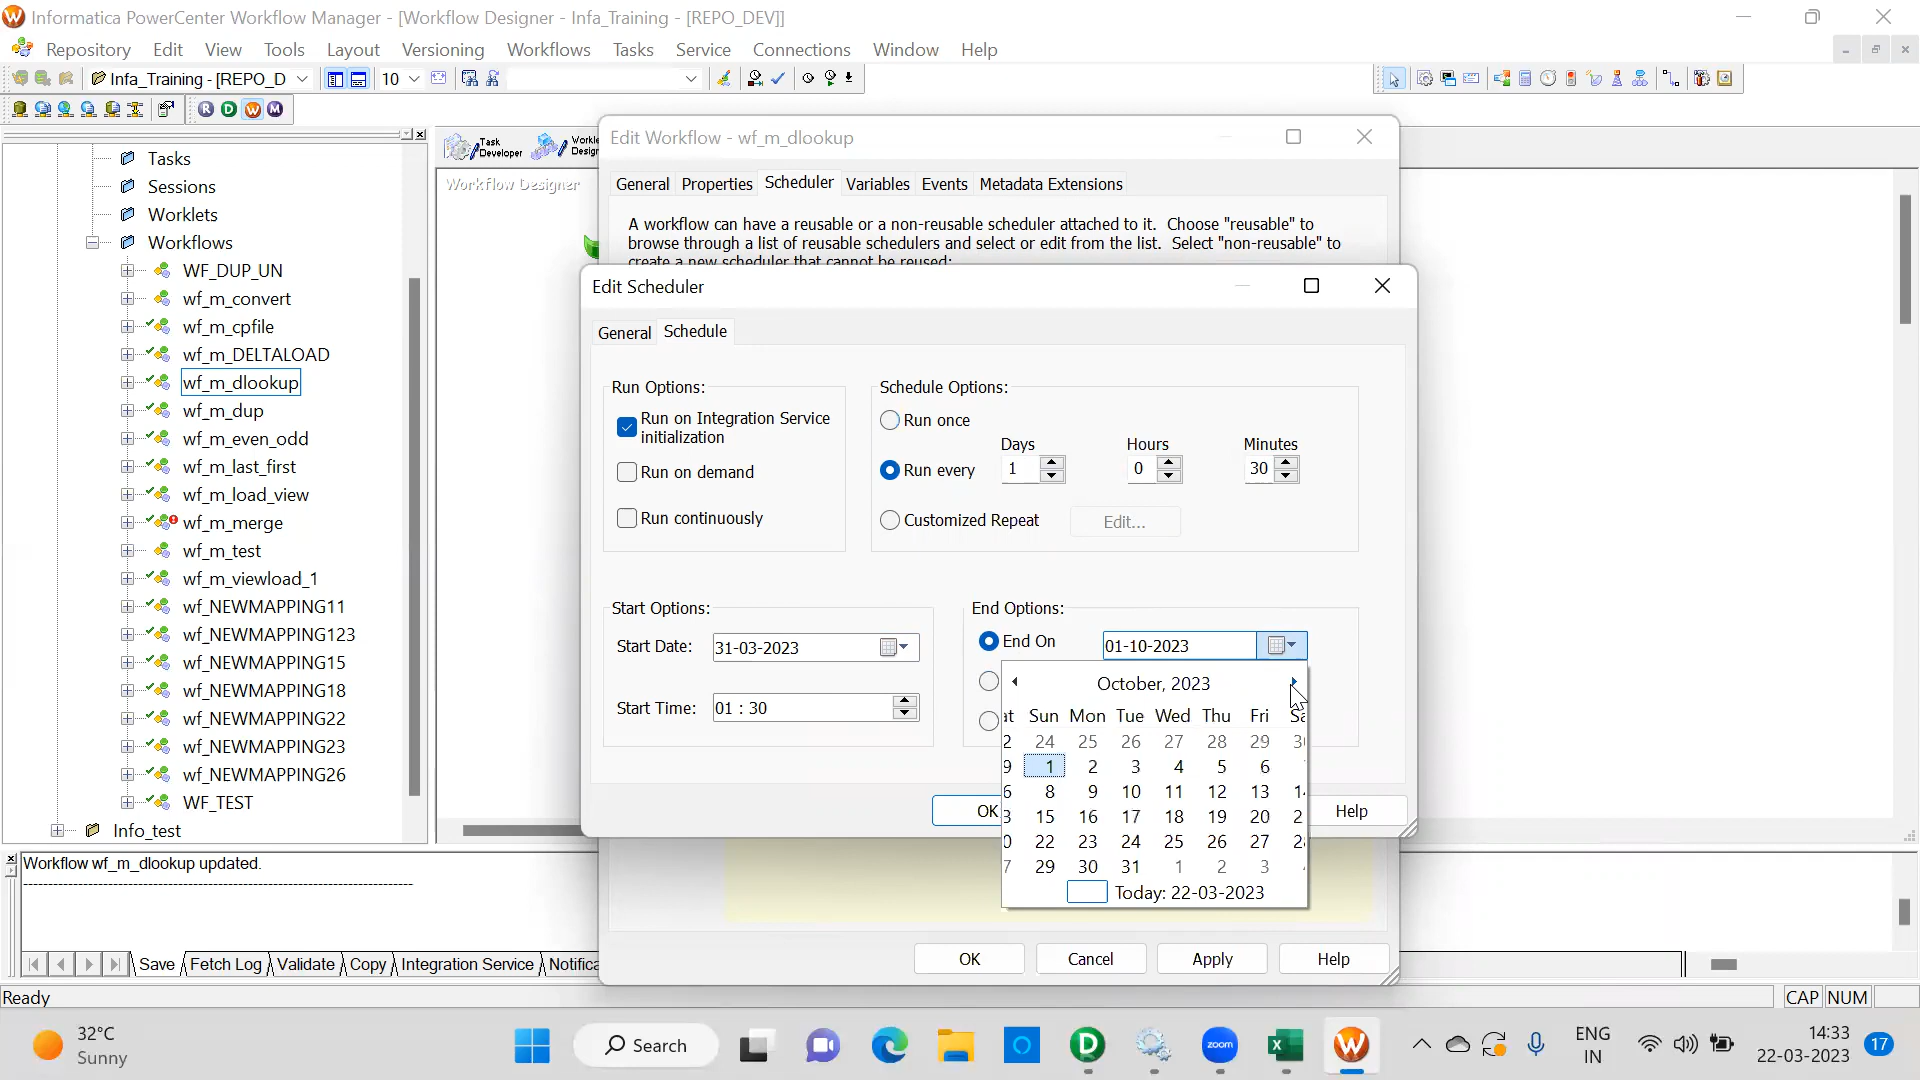 Informatica PowerCenter Workflow Manager - [Workflow Designer - Infa_Training - [REPO_DEV]]
Repository Edit View Tools Layout Versioning Workflows Tasks Service Connections Window Help
Infa_Training - [REPO_D 10
R D W M
Tasks
Sessions
Worklets
Workflows
WF_DUP_UN
wf_m_convert
wf_m_cpfile
wf_m_DELTALOAD
wf_m_dlookup
wf_m_dup
wf_m_even_odd
wf_m_last_first
wf_m_load_view
wf_m_merge
wf_m_test
wf_m_viewload_1
wf_NEWMAPPING11
wf_NEWMAPPING123
wf_NEWMAPPING15
wf_NEWMAPPING18
wf_NEWMAPPING22
wf_NEWMAPPING23
wf_NEWMAPPING26
WF_TEST
Info_test
Task
Developer
Workflow Designer
Edit Workflow - wf_m_dlookup
General Properties Scheduler Variables Events Metadata Extensions
A workflow can have a reusable or a non-reusable scheduler attached to it. Choose "reusable" to
browse through a list of reusable schedulers and select or edit from the list. Select "non-reusable" to
create a new scheduler that cannot be reused:
Edit Scheduler
General Schedule
Run Options:
Run on Integration Service
initialization
Run on demand
Run continuously
Schedule Options:
Run once
Days Hours Minutes
Run every 1 0 30
Customized Repeat Edit...
Start Options:
Start Date: 31-03-2023
Start Time: 01 : 30
End Options:
End On 01-10-2023
October, 2023
Sun Mon Tue Wed Thu Fri
24 25 26 27 28 29
1 2 3 4 5 6
8 9 10 11 12 13
15 16 17 18 19 20
22 23 24 25 26 27
29 30 31 1 2 3
Today: 22-03-2023
OK Help
OK Cancel Apply Help
Workflow wf_m_dlookup updated.
Save Fetch Log Validate Copy Integration Service
Ready CAP NUM
32°C
Sunny
Search
zoom
ENG
IN
14:33
22-03-2023
17